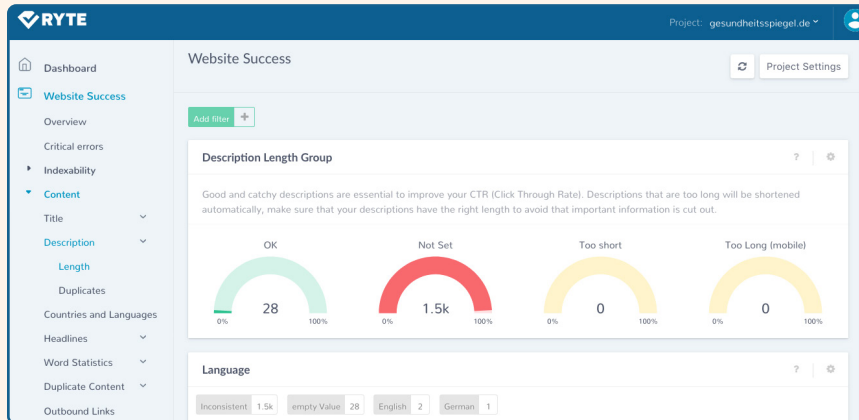 RYTE
Project: gesundheitsspiegel.de
Dashboard
Website Success
Overview
Critical errors
Indexability
Content
Title
Description
Length
Duplicates
Countries and Languages
Headlines
Word Statistics
Duplicate Content
Outbound Links
Website Success
Project Settings
Add filter +
Description Length Group
?
Good and catchy descriptions are essential to improve your CTR (Click Through Rate). Descriptions that are too long will be shortened
automatically, make sure that your descriptions have the right length to avoid that important information is cut out.
OK
28
0% 100%
Not Set
1.5k
0% 100%
Too short
0
0% 100%
Too Long (mobile)
0
0% 100%
Language
?
Inconsistent 1.5k empty Value 28 English 2 German 1